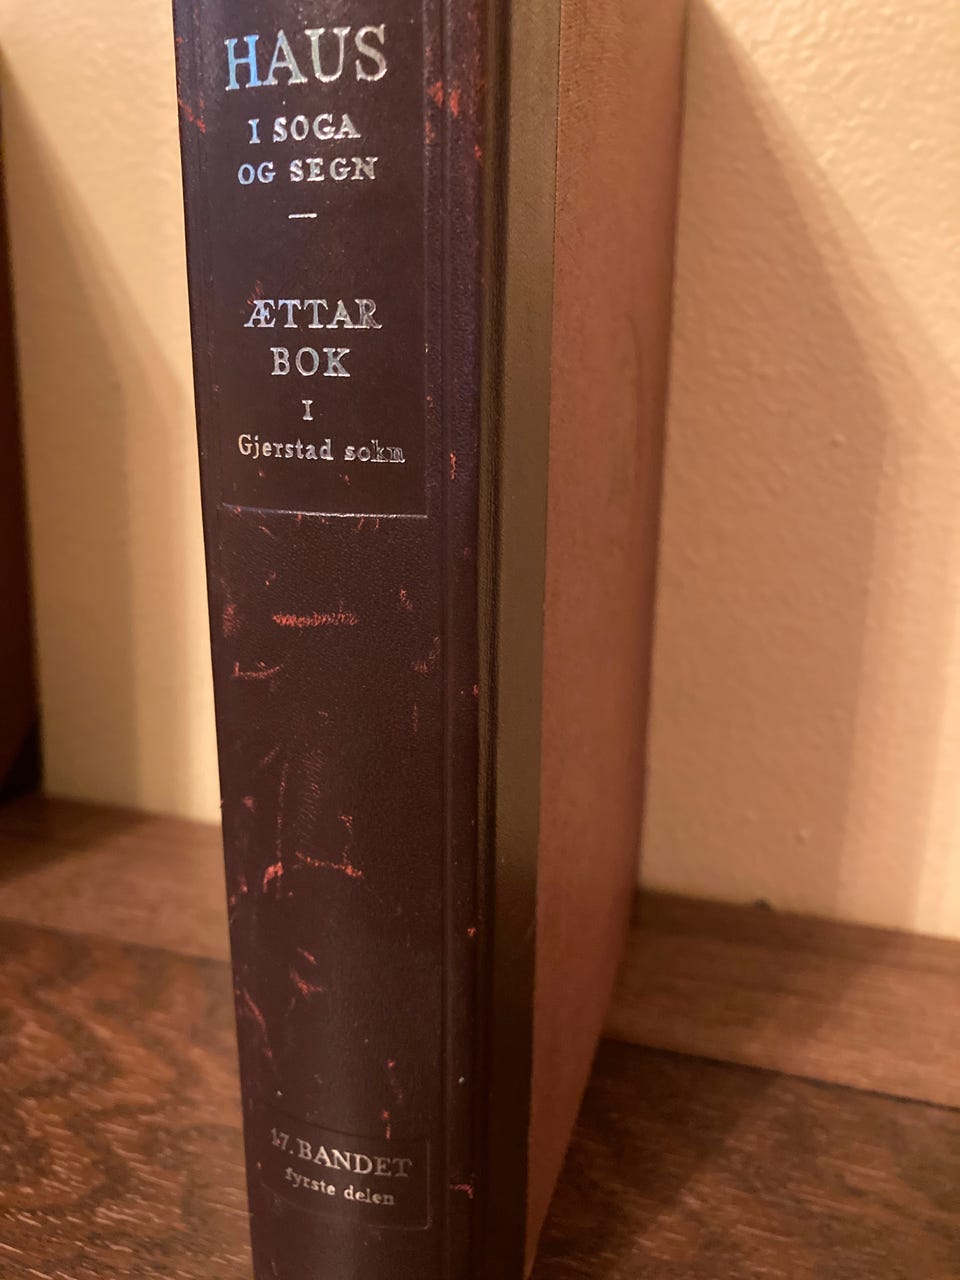 HAUS
I SOGA
OG SEGN
ÆTTAR
BOK
I
Gjerstad sokn
17. BANDET
fyrste delen